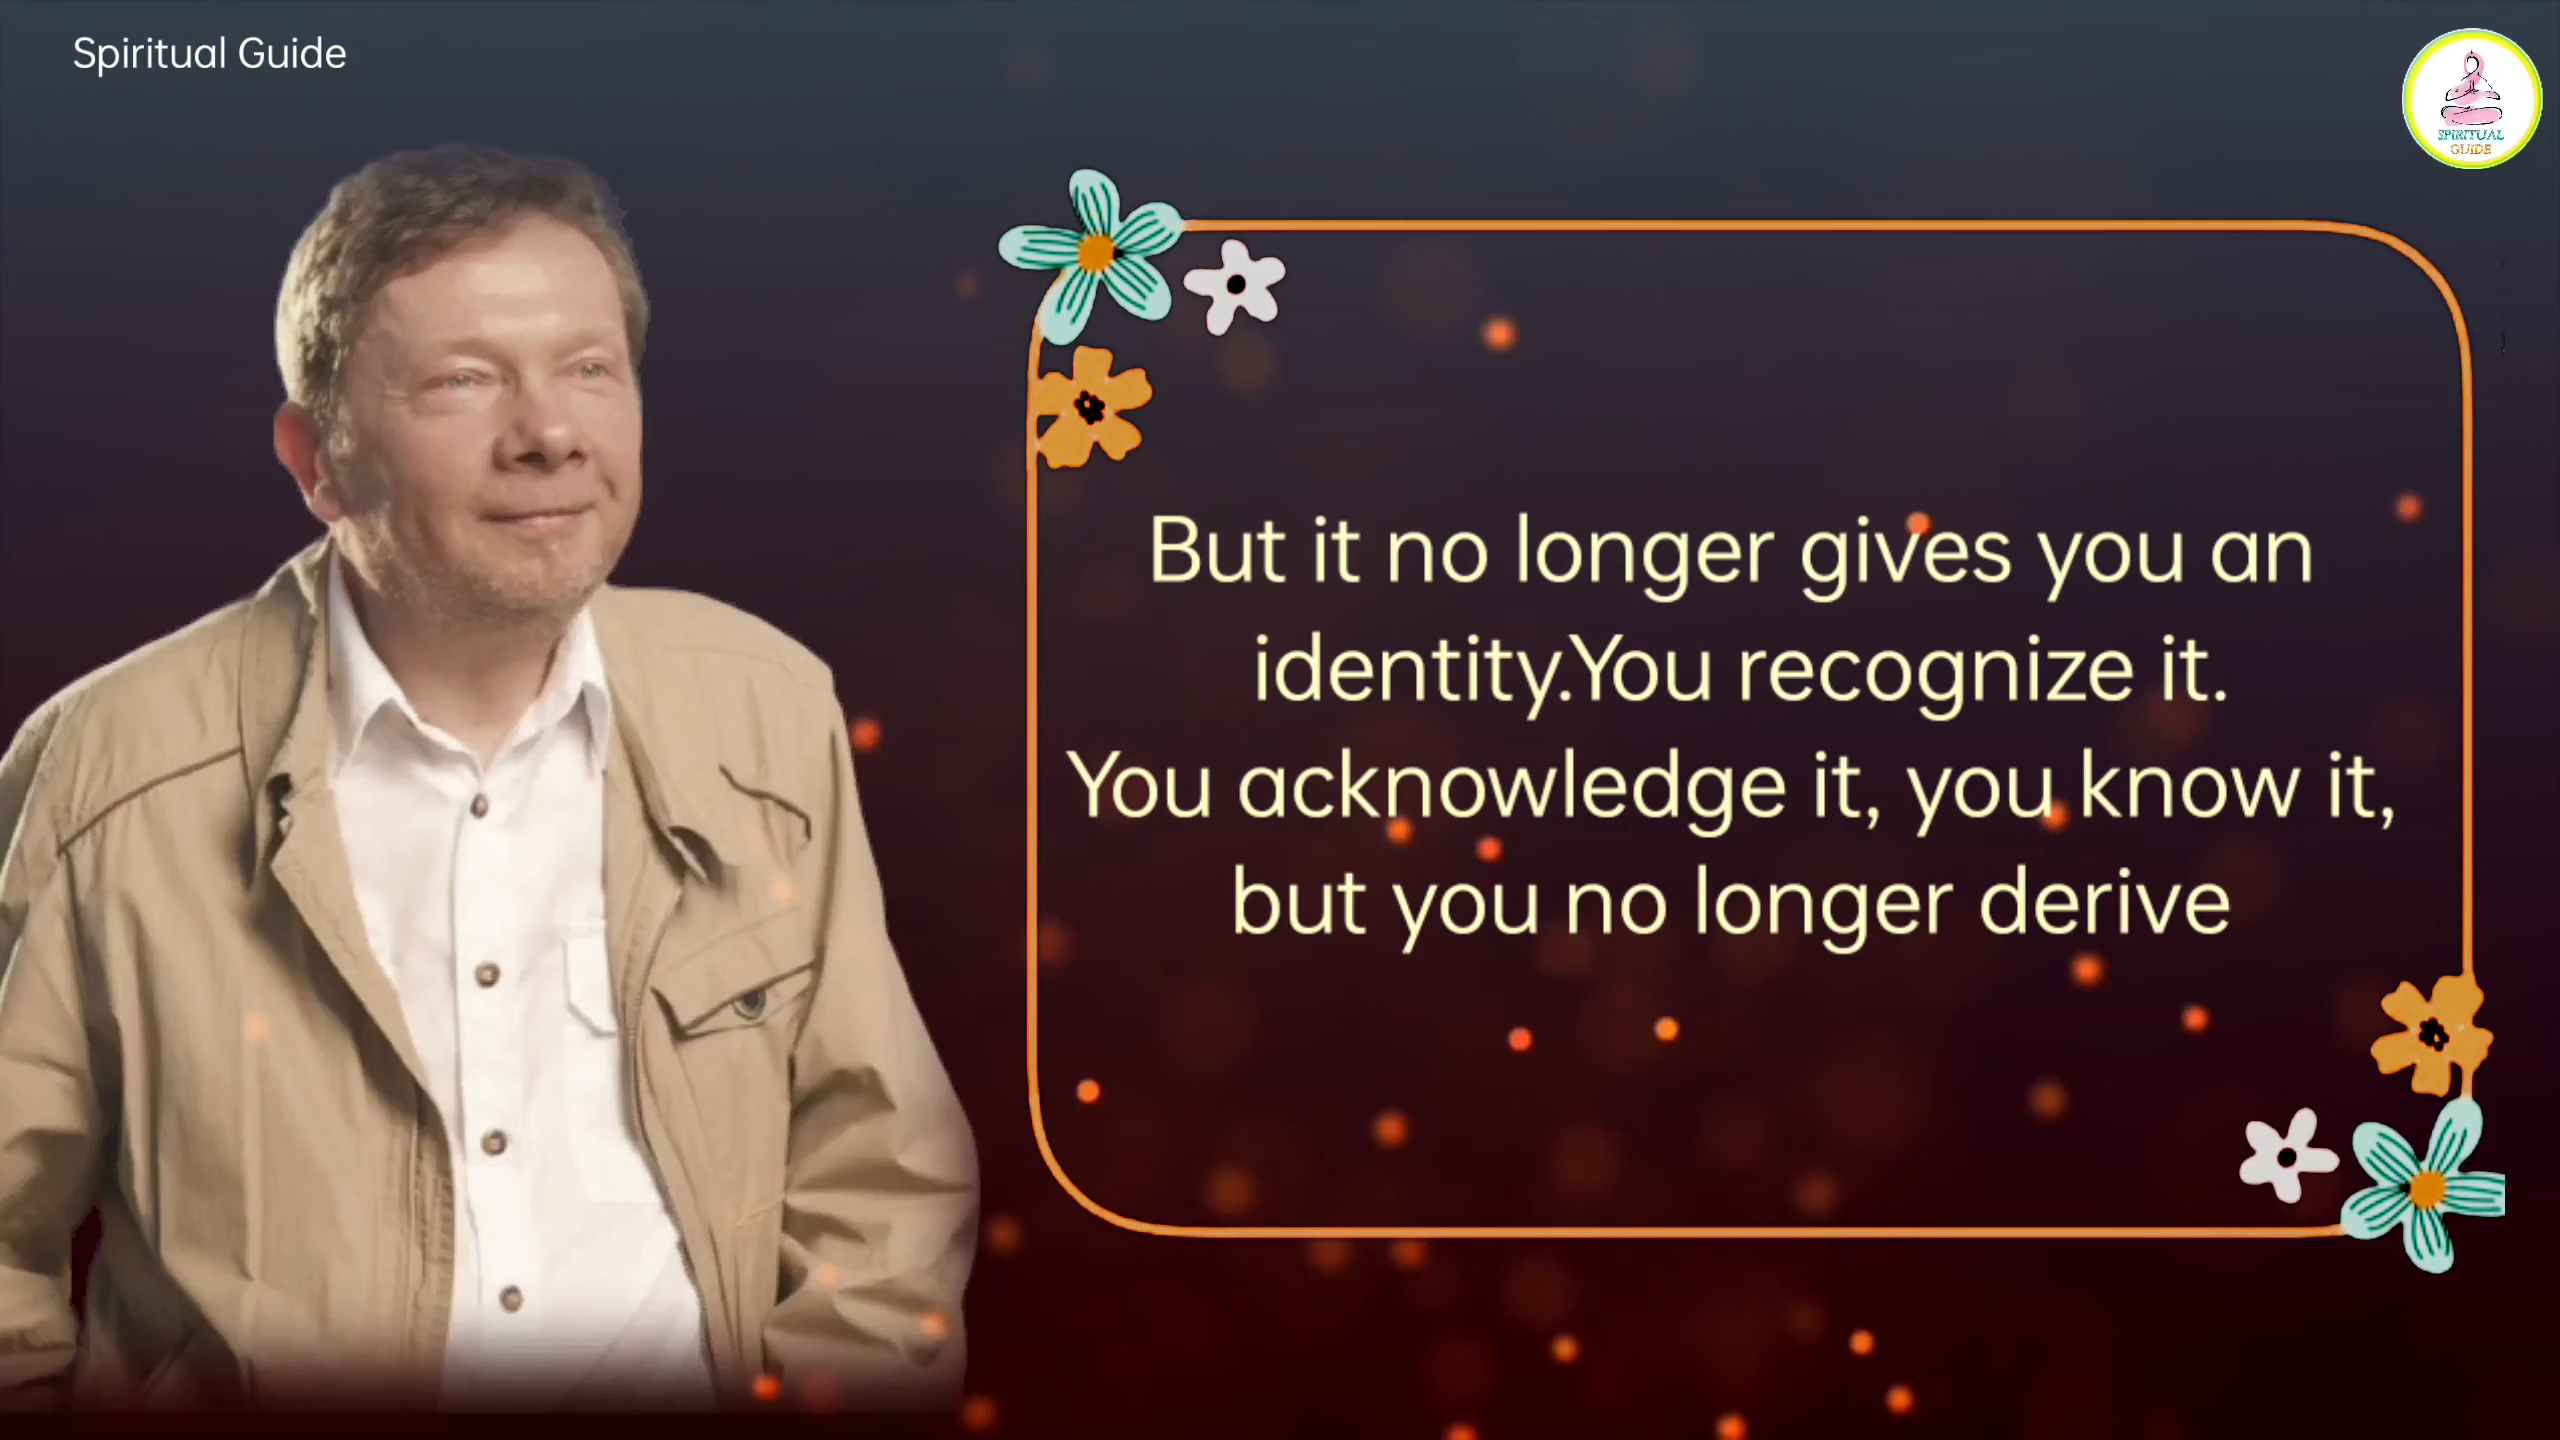 Spiritual Guide
SPIRITUAL
GUIDE
But it no longer gives you an
identity.You recognize it.
You acknowledge it, you know it,
but you no longer derive